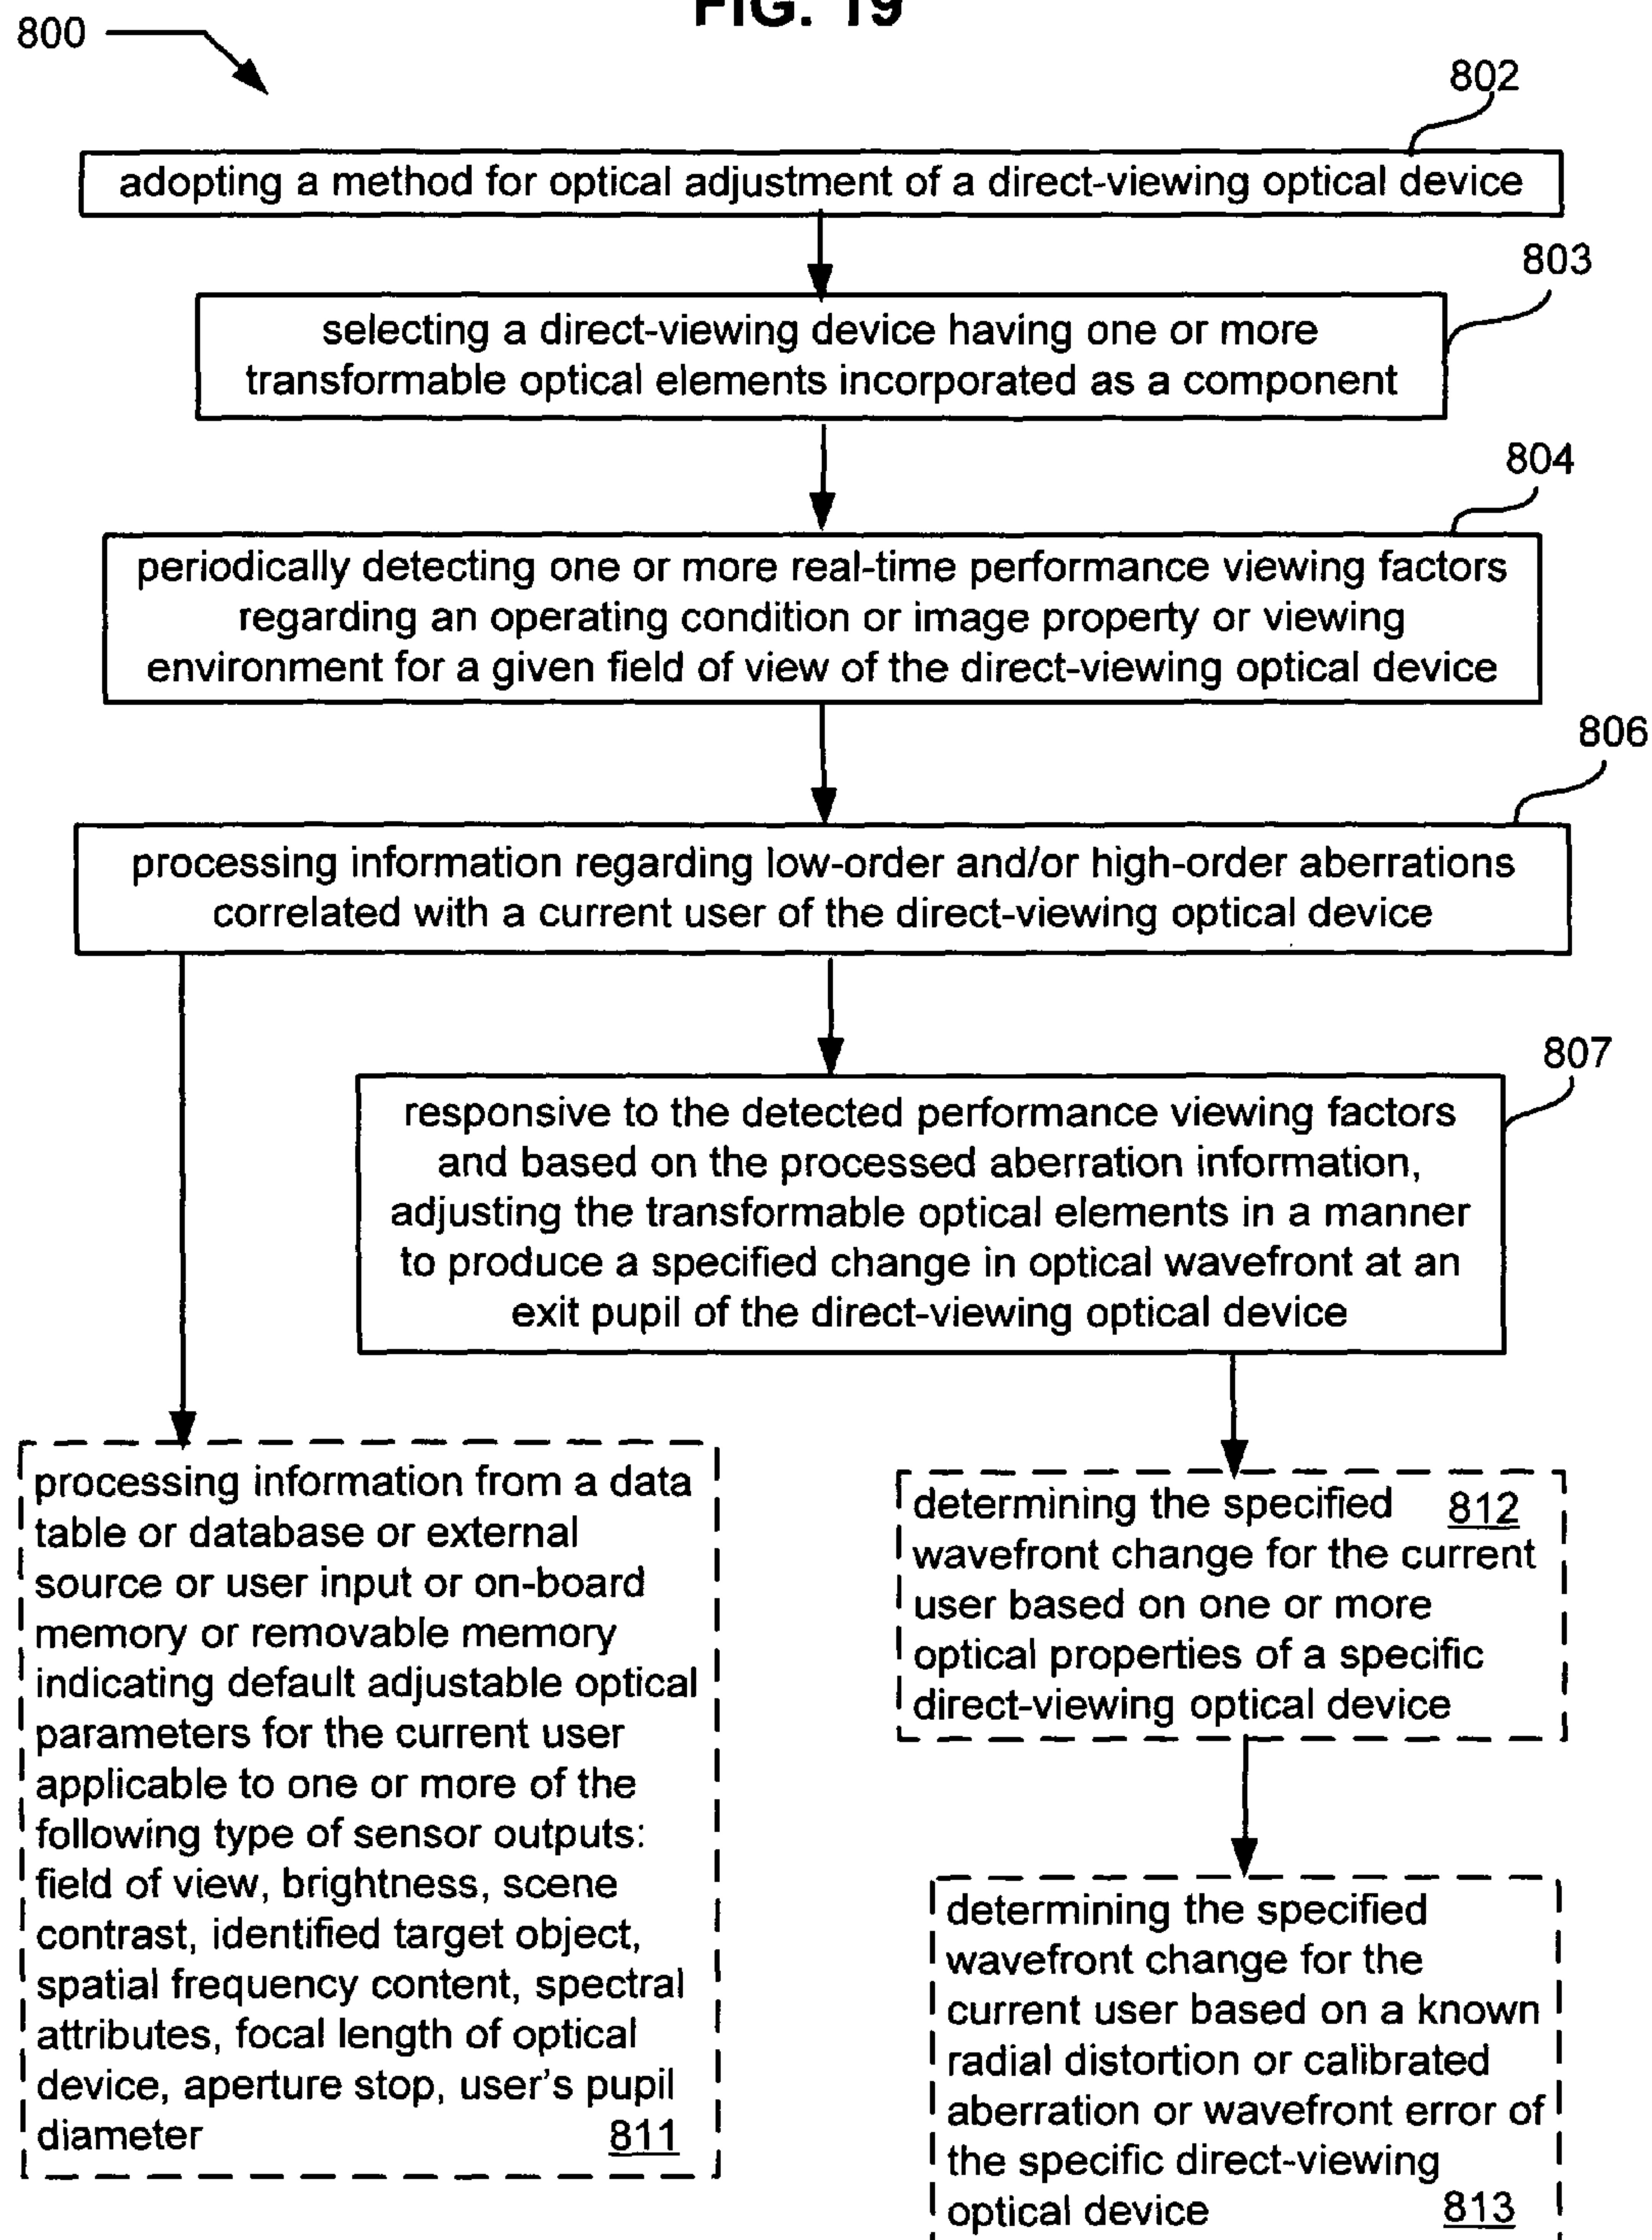 FIG. 19
800
802
adopting a method for optical adjustment of a direct-viewing optical device
803
selecting a direct-viewing device having one or more
transformable optical elements incorporated as a component
804
periodically detecting one or more real-time performance viewing factors
regarding an operating condition or image property or viewing
environment for a given field of view of the direct-viewing optical device
806
processing information regarding low-order and/or high-order aberrations
correlated with a current user of the direct-viewing optical device
807
responsive to the detected performance viewing factors
and based on the processed aberration information,
adjusting the transformable optical elements in a manner
to produce a specified change in optical wavefront at an
exit pupil of the direct-viewing optical device
processing information from a data
table or database or external
source or user input or on-board
memory or removable memory
indicating default adjustable optical
parameters for the current user
applicable to one or more of the
following type of sensor outputs:
field of view, brightness, scene
contrast, identified target object,
spatial frequency content, spectral
attributes, focal length of optical
device, aperture stop, user's pupil
diameter 811
determining the specified 812
wavefront change for the current
user based on one or more
optical properties of a specific
direct-viewing optical device
determining the specified
wavefront change for the
current user based on a known
radial distortion or calibrated
aberration or wavefront error of
the specific direct-viewing
optical device 813